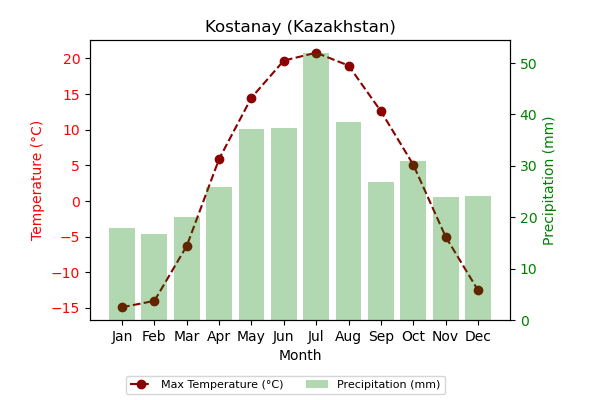 Kostanay (Kazakhstan)
Temperature (°C)
20
15
10
5
0
−5
−10
−15
50
40
30
20
10
0
Precipitation (mm)
Jan Feb Mar Apr May Jun Jul Aug Sep Oct Nov Dec
Month
Max Temperature (°C) Precipitation (mm)